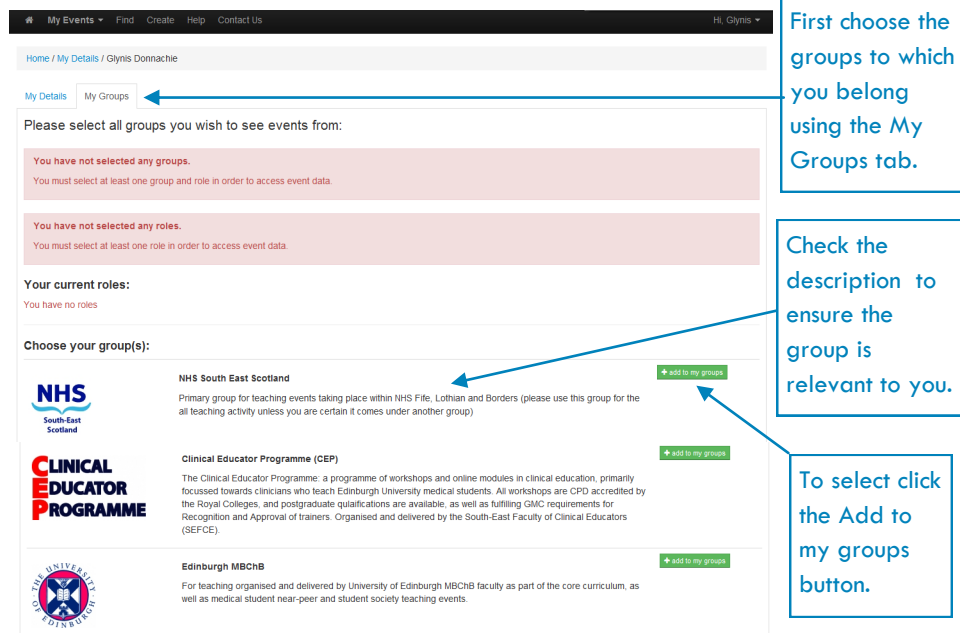 My Events Find Create Help Contact Us Hi, Glynis
Home / My Details / Glynis Donnachie
My Details My Groups
Please select all groups you wish to see events from:
You have not selected any groups.
You must select at least one group and role in order to access event data.
You have not selected any roles.
You must select at least one role in order to access event data.
Your current roles:
You have no roles
Choose your group(s):
NHS
South-East
Scotland
NHS South East Scotland
+ add to my groups
Primary group for teaching events taking place within NHS Fife, Lothian and Borders (please use this group for the
all teaching activity unless you are certain it comes under another group)
CLINICAL
EDUCATOR
PROGRAMME
Clinical Educator Programme (CEP)
+ add to my groups
The Clinical Educator Programme: a programme of workshops and online modules in clinical education, primarily
focussed towards clinicians who teach Edinburgh University medical students. All workshops are CPD accredited by
the Royal Colleges, and postgraduate qulaifications are available, as well as fulfilling GMC requirements for
Recognition and Approval of trainers. Organised and delivered by the South-East Faculty of Clinical Educators
(SEFCE).
THE UNIVERSITY OF EDINBURGH
Edinburgh MBChB
+ add to my groups
For teaching organised and delivered by University of Edinburgh MBChB faculty as part of the core curriculum, as
well as medical student near-peer and student society teaching events.
First choose the
groups to which
you belong
using the My
Groups tab.
Check the
description to
ensure the
group is
relevant to you.
To select click
the Add to
my groups
button.